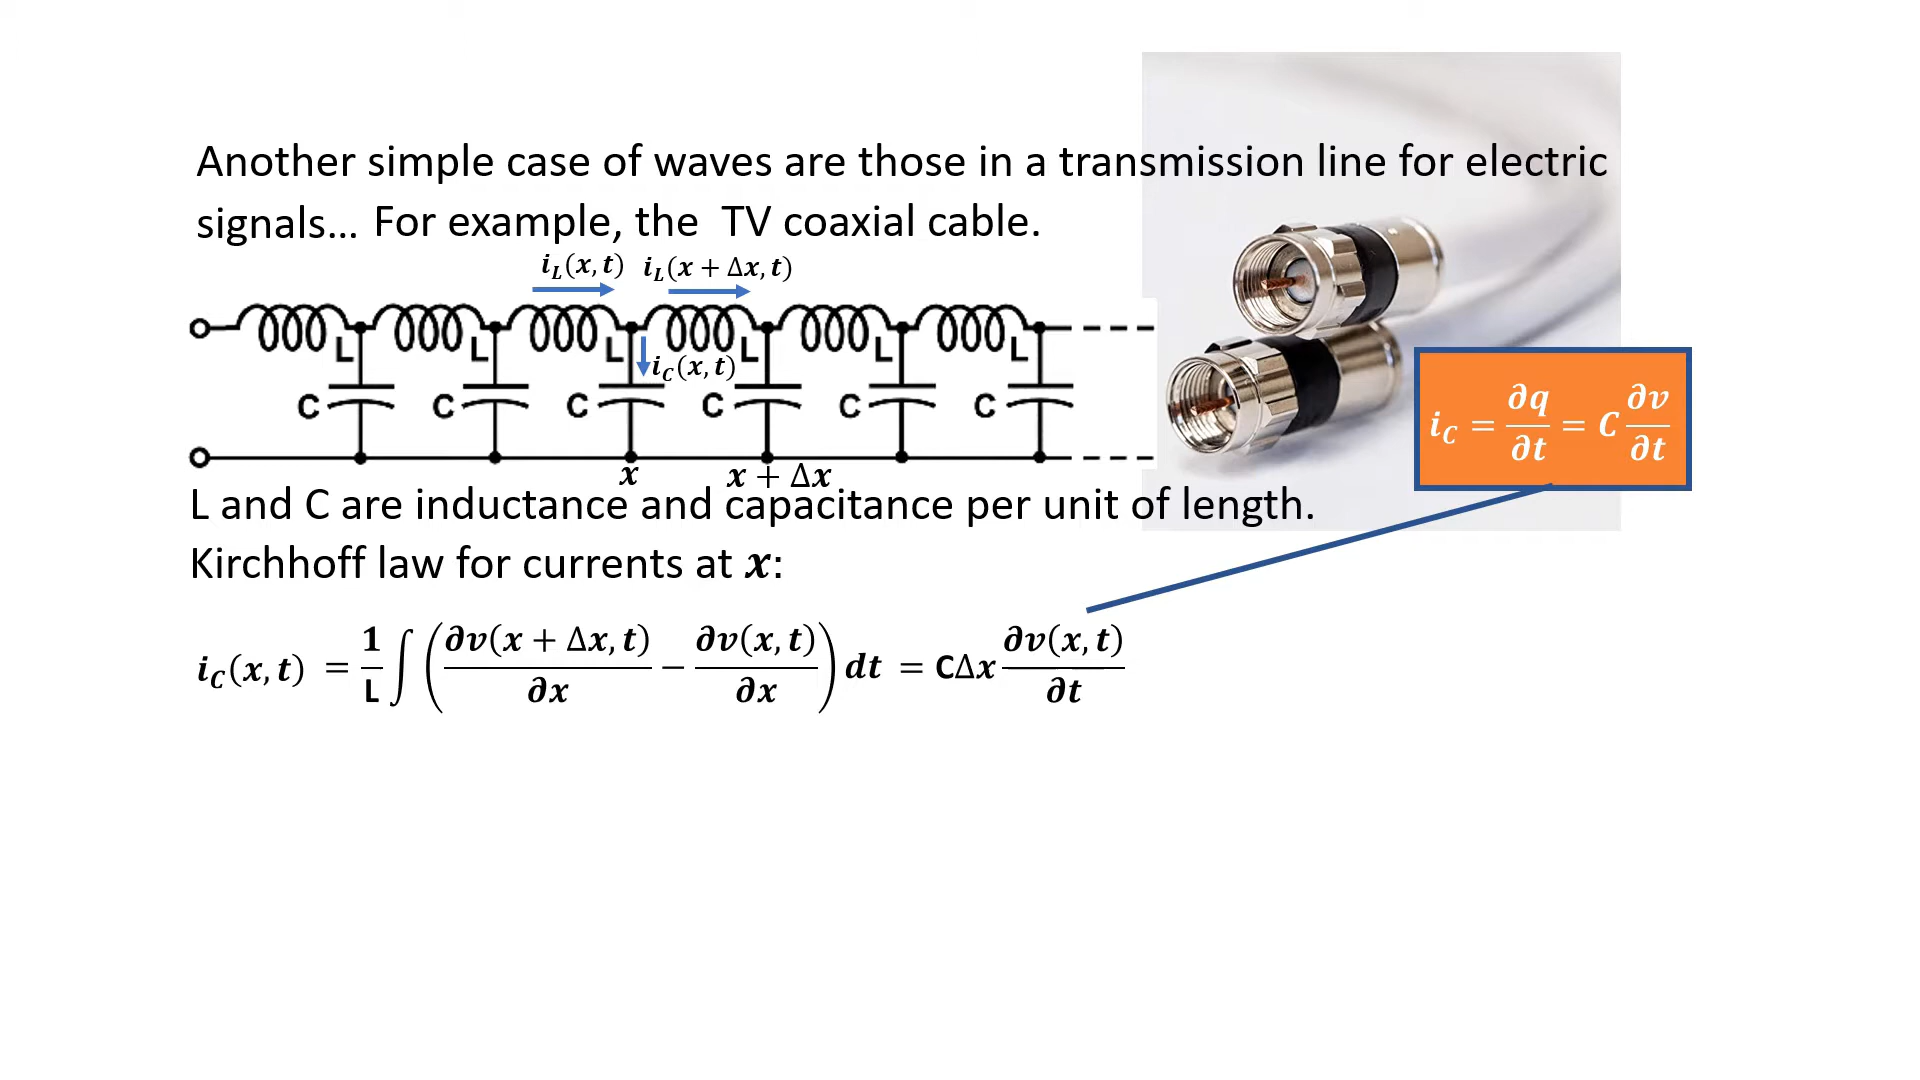 Another simple case of waves are those in a transmission line for electric
signals... For example, the TV coaxial cable.
i_L(x, t) i_L(x + Δx, t)
L L L L L L
i_C(x, t)
C C C C C C
x x + Δx
i_C = ∂q/∂t = C ∂v/∂t
L and C are inductance and capacitance per unit of length.
Kirchhoff law for currents at x:
i_C(x, t) = 1/L ∫ (∂v(x + Δx, t)/∂x − ∂v(x, t)/∂x) dt = CΔx ∂v(x, t)/∂t